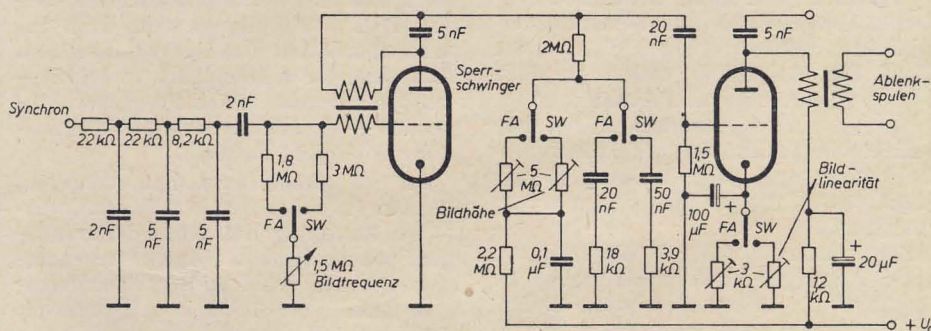 Synchron
22 kΩ
22 kΩ
8,2 kΩ
2 nF
2 nF
5
nF
5
nF
1,8
MΩ
3 MΩ
FA
SW
1,5 MΩ
Bildfrequenz
5 nF
Sperr-
schwinger
2 MΩ
FA
SW
FA
SW
5
MΩ
Bildhöhe
20
nF
50
nF
2,2
MΩ
0,1
µF
18
kΩ
3,9
kΩ
20
nF
1,5
MΩ
100
µF
+
FA
SW
3
kΩ
5 nF
Ablenk-
spulen
Bild-
linearität
+
20 µF
12
kΩ